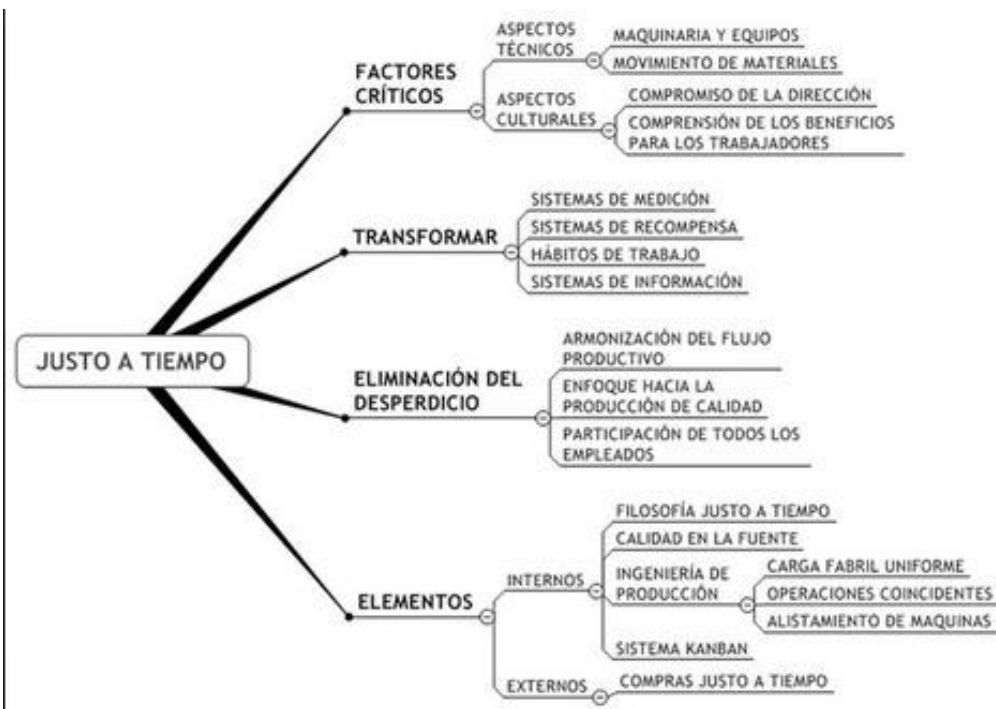 JUSTO A TIEMPO
FACTORES
CRÍTICOS
ASPECTOS
TÉCNICOS
MAQUINARIA Y EQUIPOS
MOVIMIENTO DE MATERIALES
ASPECTOS
CULTURALES
COMPROMISO DE LA DIRECCIÓN
COMPRENSIÓN DE LOS BENEFICIOS
PARA LOS TRABAJADORES
TRANSFORMAR
SISTEMAS DE MEDICIÓN
SISTEMAS DE RECOMPENSA
HÁBITOS DE TRABAJO
SISTEMAS DE INFORMACIÓN
ELIMINACIÓN DEL
DESPERDICIO
ARMONIZACIÓN DEL FLUJO
PRODUCTIVO
ENFOQUE HACIA LA
PRODUCCIÓN DE CALIDAD
PARTICIPACIÓN DE TODOS LOS
EMPLEADOS
ELEMENTOS
INTERNOS
FILOSOFÍA JUSTO A TIEMPO
CALIDAD EN LA FUENTE
INGENIERÍA DE
PRODUCCIÓN
CARGA FABRIL UNIFORME
OPERACIONES COINCIDENTES
ALISTAMIENTO DE MAQUINAS
SISTEMA KANBAN
EXTERNOS
COMPRAS JUSTO A TIEMPO